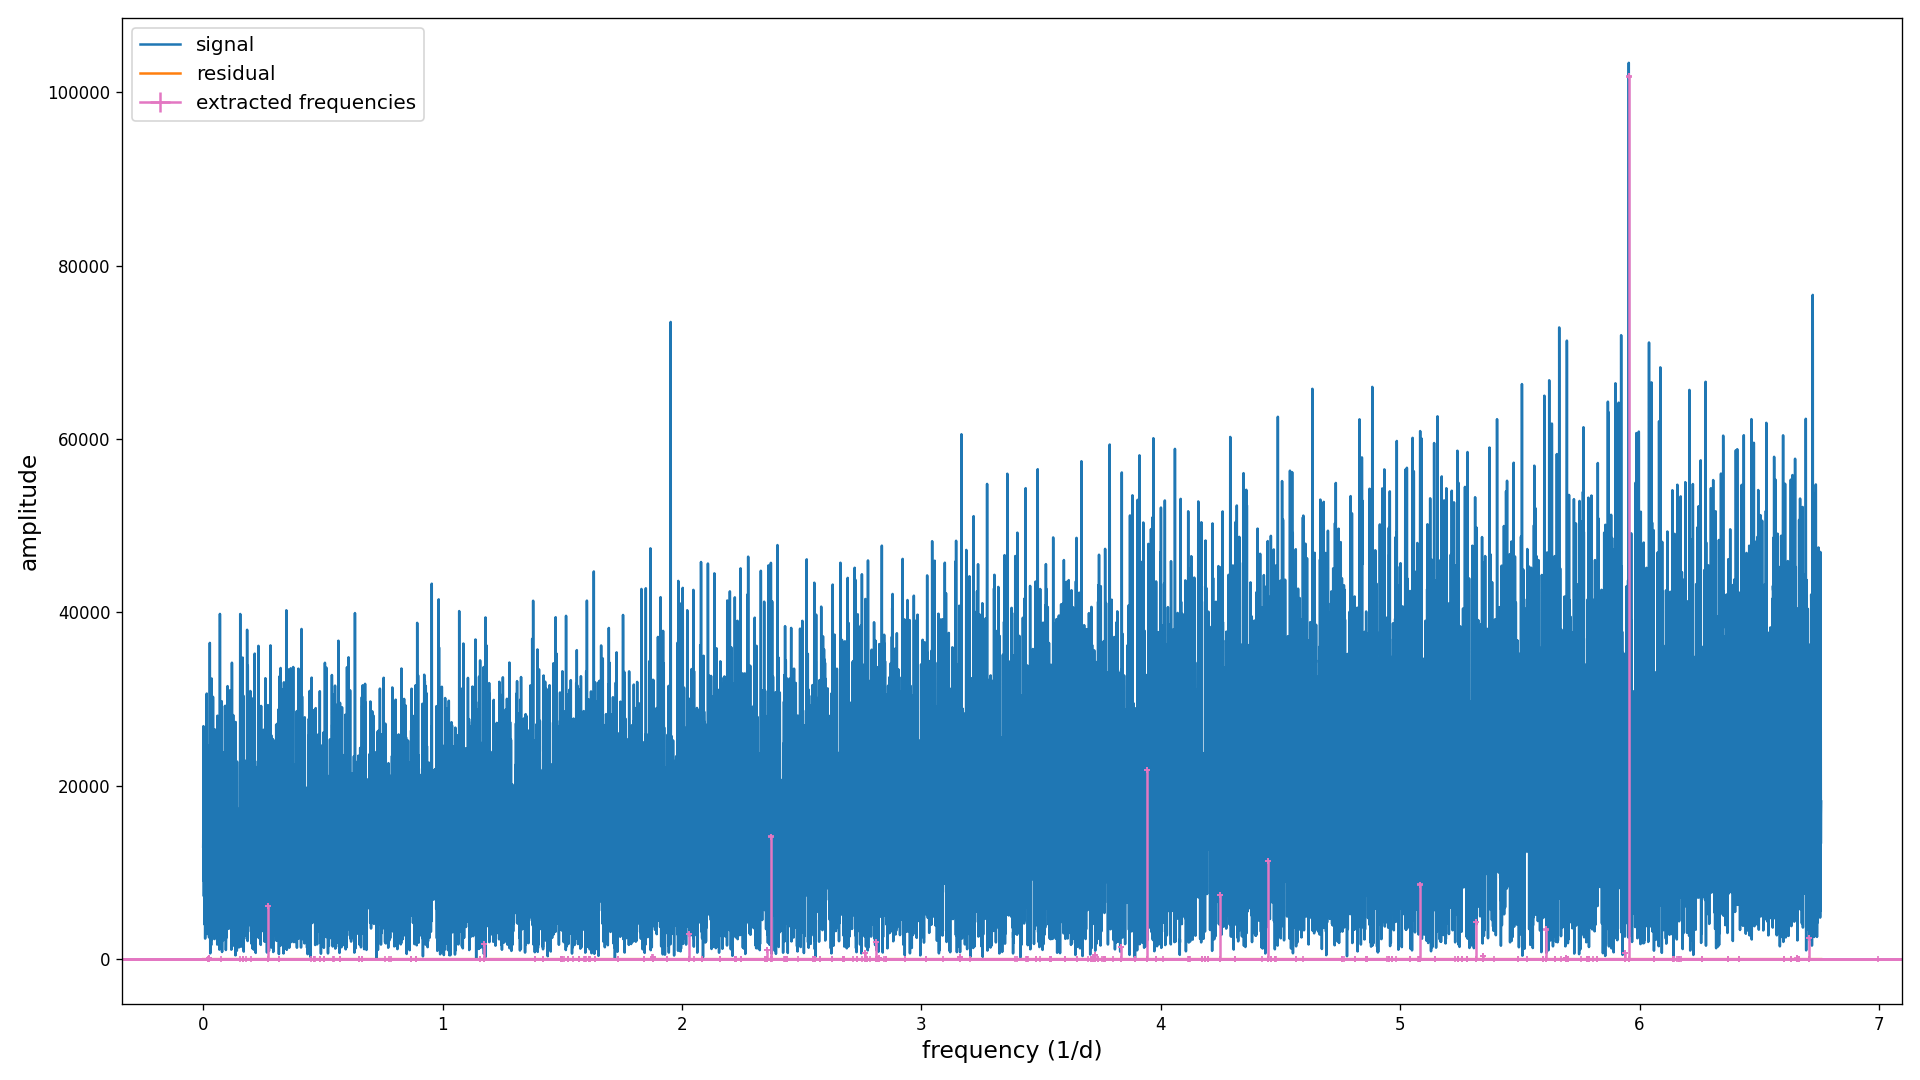 signal
residual
extracted frequencies
100000
80000
60000
40000
20000
0
amplitude
0 1 2 3 4 5 6 7
frequency (1/d)